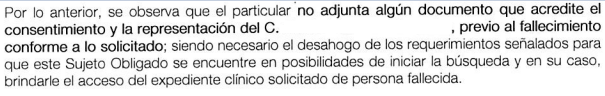 Por lo anterior, se observa que el particular no adjunta algún documento que acredite el
consentimiento y la representación del C. , previo al fallecimiento
conforme a lo solicitado; siendo necesario el desahogo de los requerimientos señalados para
que este Sujeto Obligado se encuentre en posibilidades de iniciar la búsqueda y en su caso,
brindarle el acceso del expediente clínico solicitado de persona fallecida.